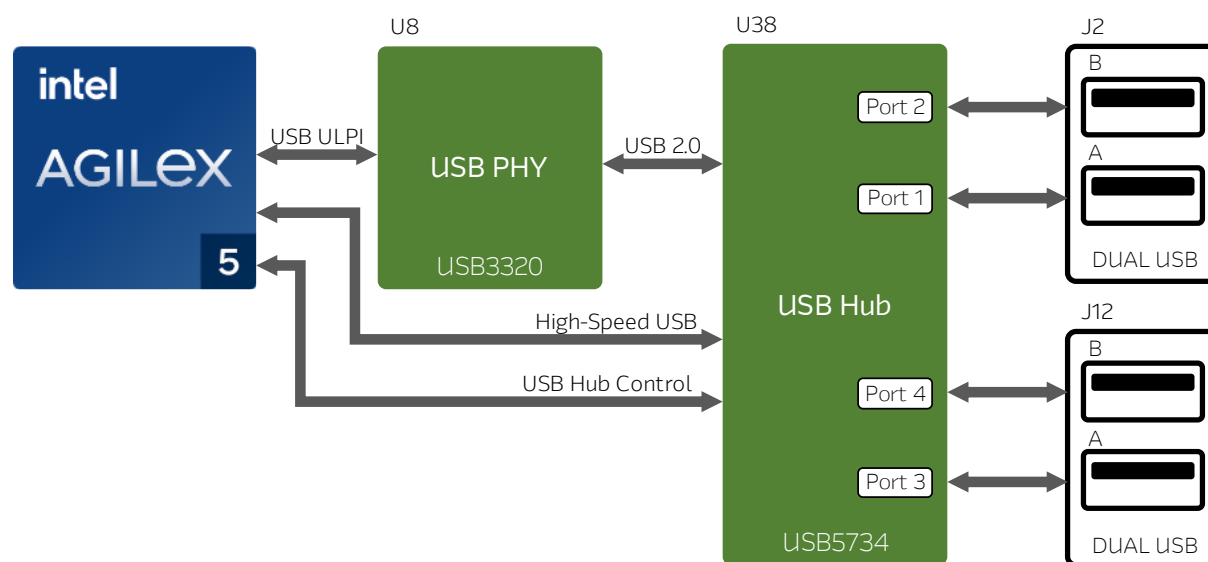 U8
U38
J2
intel
AGILEX
5
USB ULPI
USB PHY
USB3320
USB 2.0
High-Speed USB
USB Hub Control
Port 2
Port 1
USB Hub
Port 4
Port 3
USB5734
B
A
DUAL USB
J12
B
A
DUAL USB